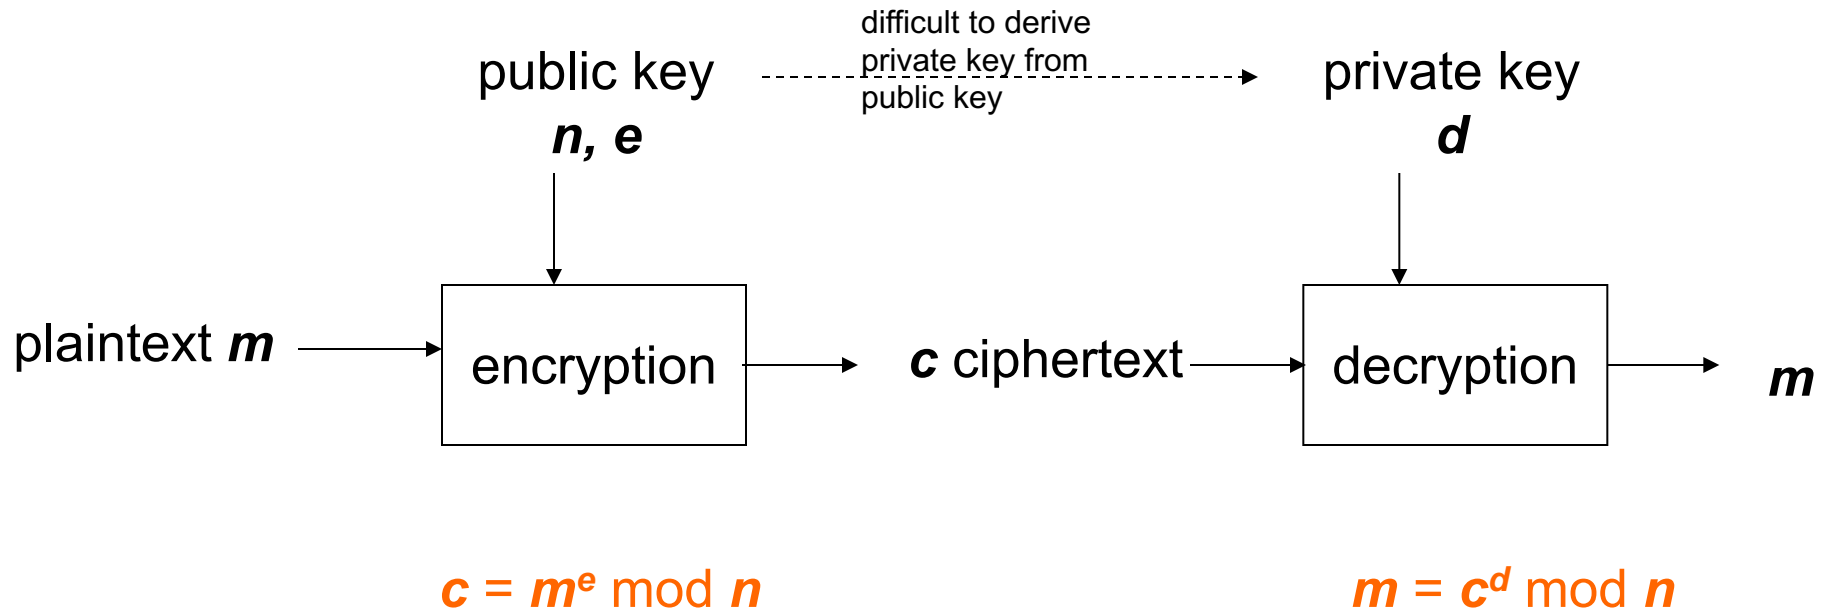 difficult to derive
private key from
public key
public key
n, e
private key
d
plaintext m
encryption
c ciphertext
decryption
m
c = mᵉ mod n
m = cᵈ mod n